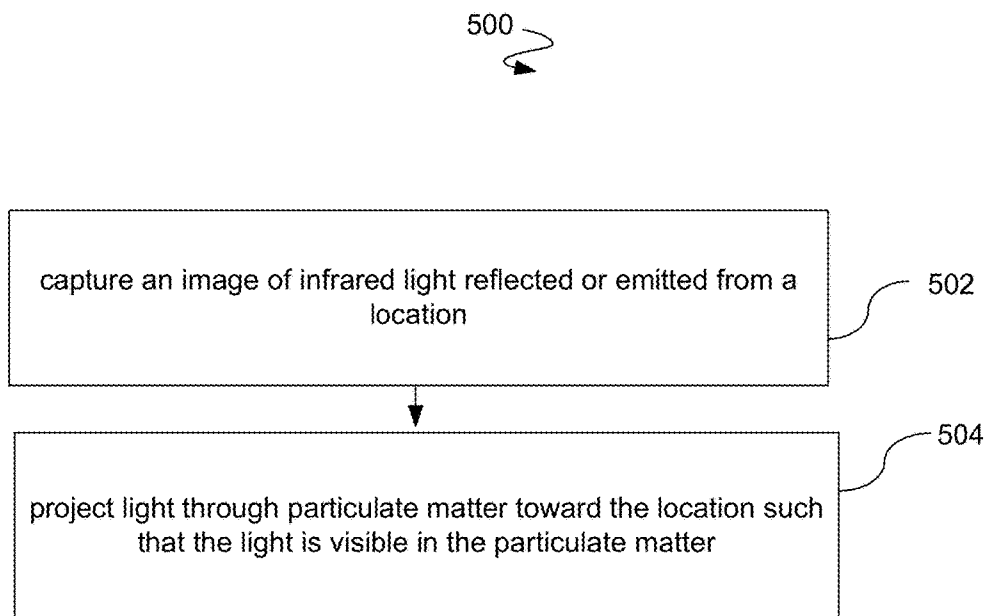 500
capture an image of infrared light reflected or emitted from a
location
502
project light through particulate matter toward the location such
that the light is visible in the particulate matter
504